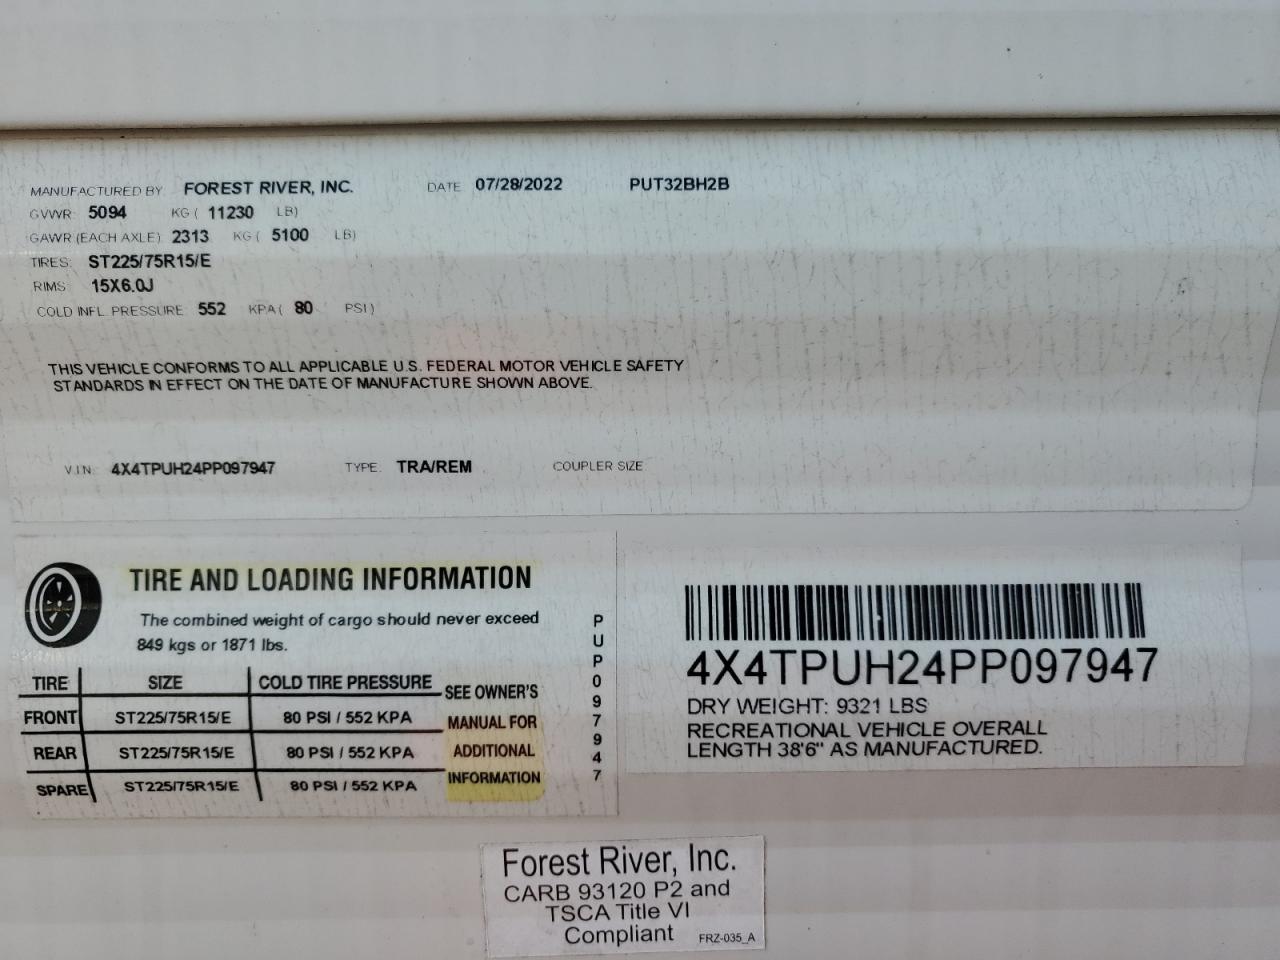 MANUFACTURED BY FOREST RIVER, INC. DATE 07/28/2022 PUT32BH2B
GVWR: 5094 KG ( 11230 LB)
GAWR (EACH AXLE) 2313 KG ( 5100 LB)
TIRES: ST225/75R15/E
RIMS: 15X6.0J
COLD INFL. PRESSURE: 552 KPA ( 80 PSI )
THIS VEHICLE CONFORMS TO ALL APPLICABLE U.S. FEDERAL MOTOR VEHICLE SAFETY
STANDARDS IN EFFECT ON THE DATE OF MANUFACTURE SHOWN ABOVE.
V.I.N: 4X4TPUH24PP097947 TYPE: TRA/REM COUPLER SIZE
TIRE AND LOADING INFORMATION
The combined weight of cargo should never exceed
849 kgs or 1871 lbs.
TIRE SIZE COLD TIRE PRESSURE
FRONT ST225/75R15/E 80 PSI / 552 KPA
REAR ST225/75R15/E 80 PSI / 552 KPA
SPARE ST225/75R15/E 80 PSI / 552 KPA
SEE OWNER'S
MANUAL FOR
ADDITIONAL
INFORMATION
PUP097947
4X4TPUH24PP097947
DRY WEIGHT: 9321 LBS
RECREATIONAL VEHICLE OVERALL
LENGTH 38'6" AS MANUFACTURED.
Forest River, Inc.
CARB 93120 P2 and
TSCA Title VI
Compliant FRZ-035_A